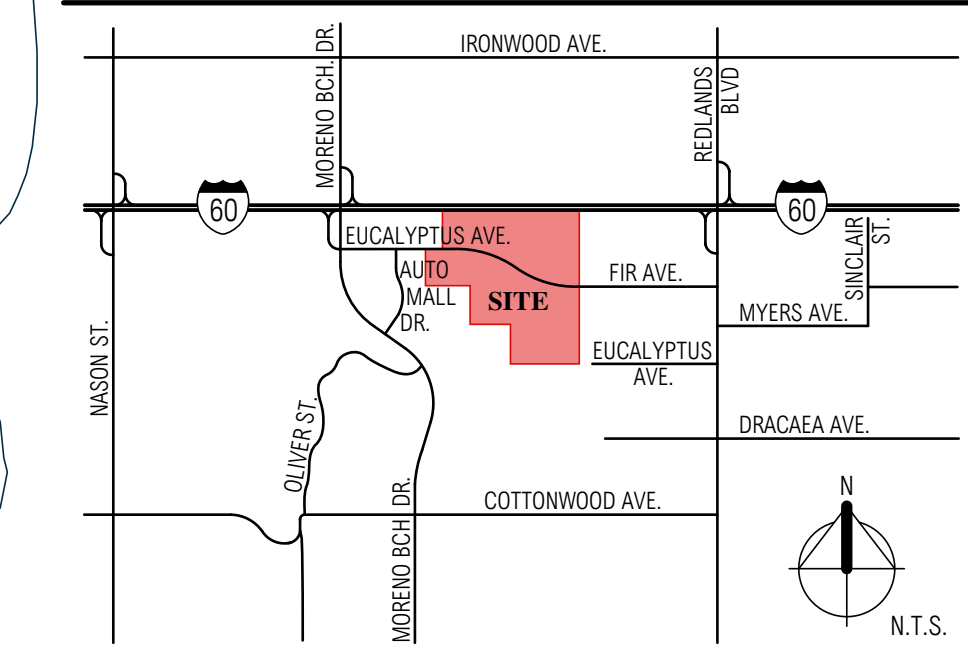 IRONWOOD AVE.
MORENO BCH. DR.
REDLANDS
BLVD
60
60
EUCALYPTUS AVE.
SINCLAIR
ST.
AUTO
MALL
DR.
FIR AVE.
SITE
MYERS AVE.
NASON ST.
EUCALYPTUS
AVE.
OLIVER ST.
DRACAEA AVE.
MORENO BCH DR.
COTTONWOOD AVE.
N
N.T.S.